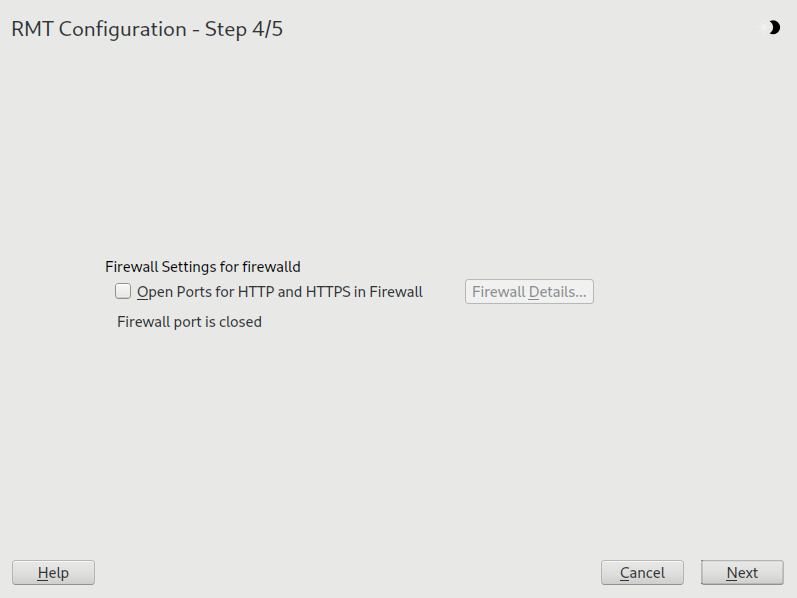 RMT Configuration - Step 4/5
Firewall Settings for firewalld
Open Ports for HTTP and HTTPS in Firewall
Firewall Details...
Firewall port is closed
Help
Cancel
Next